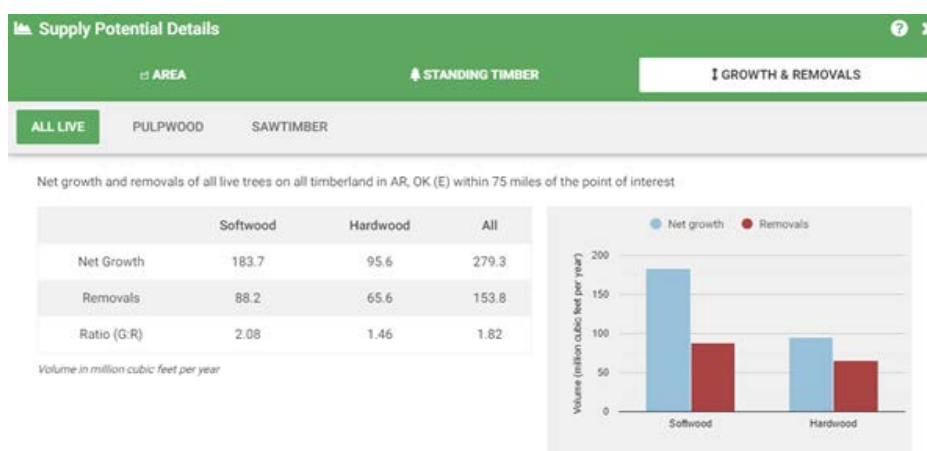 Supply Potential Details
AREA STANDING TIMBER GROWTH & REMOVALS
ALL LIVE PULPWOOD SAWTIMBER
Net growth and removals of all live trees on all timberland in AR, OK (E) within 75 miles of the point of interest
Softwood Hardwood All
Net Growth 183.7 95.6 279.3
Removals 88.2 65.6 153.8
Ratio (G:R) 2.08 1.46 1.82
Volume in million cubic feet per year
Net growth Removals
Volume (million cubic feet per year)
200
150
100
50
0
Softwood Hardwood